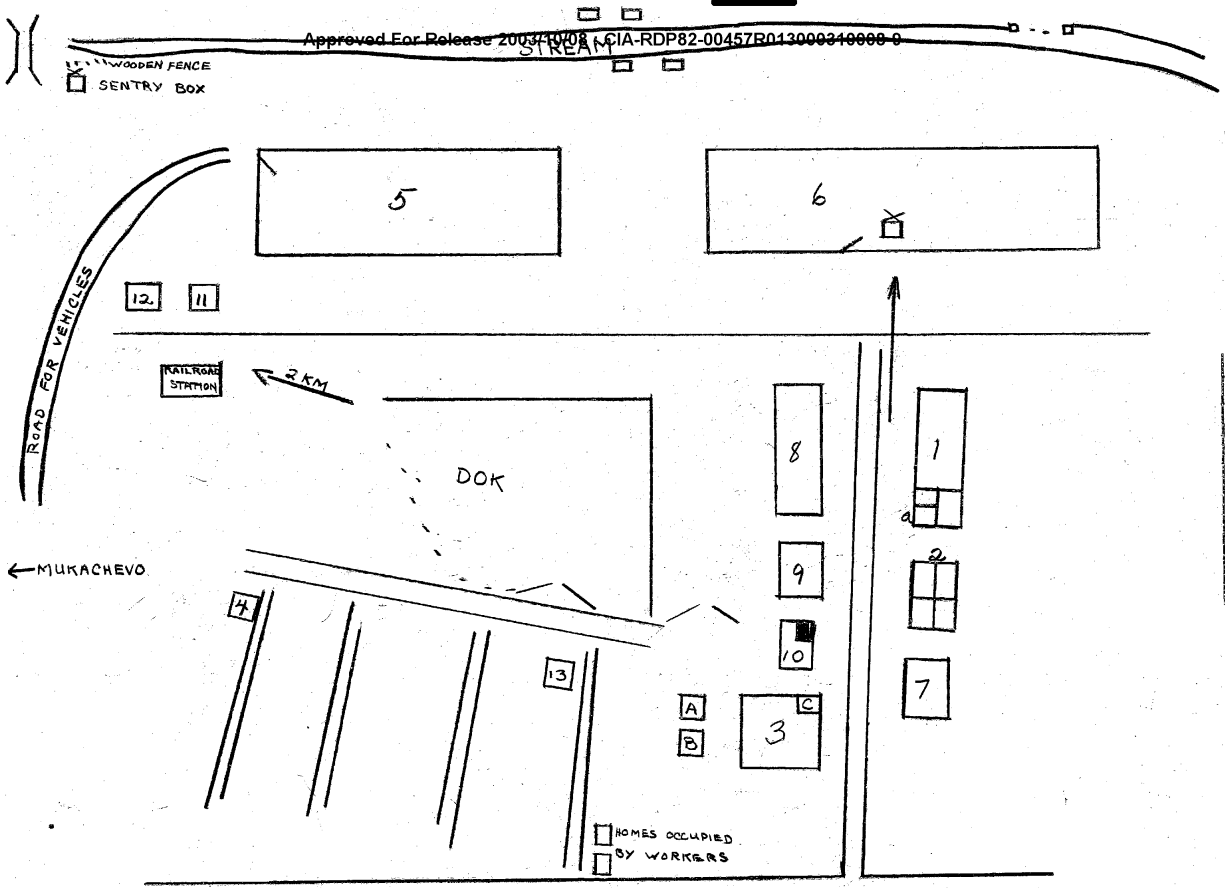 Approved For Release 2003/10/08 : CIA-RDP82-00457R013000310008-9
STREAM
WOODEN FENCE
SENTRY BOX
5
6
ROAD FOR VEHICLES
12
11
RAILROAD
STATION
2 KM
DOK
8
1
a
2
← MUKACHEVO
9
4
10
13
7
A
C
3
B
HOMES OCCUPIED
BY WORKERS